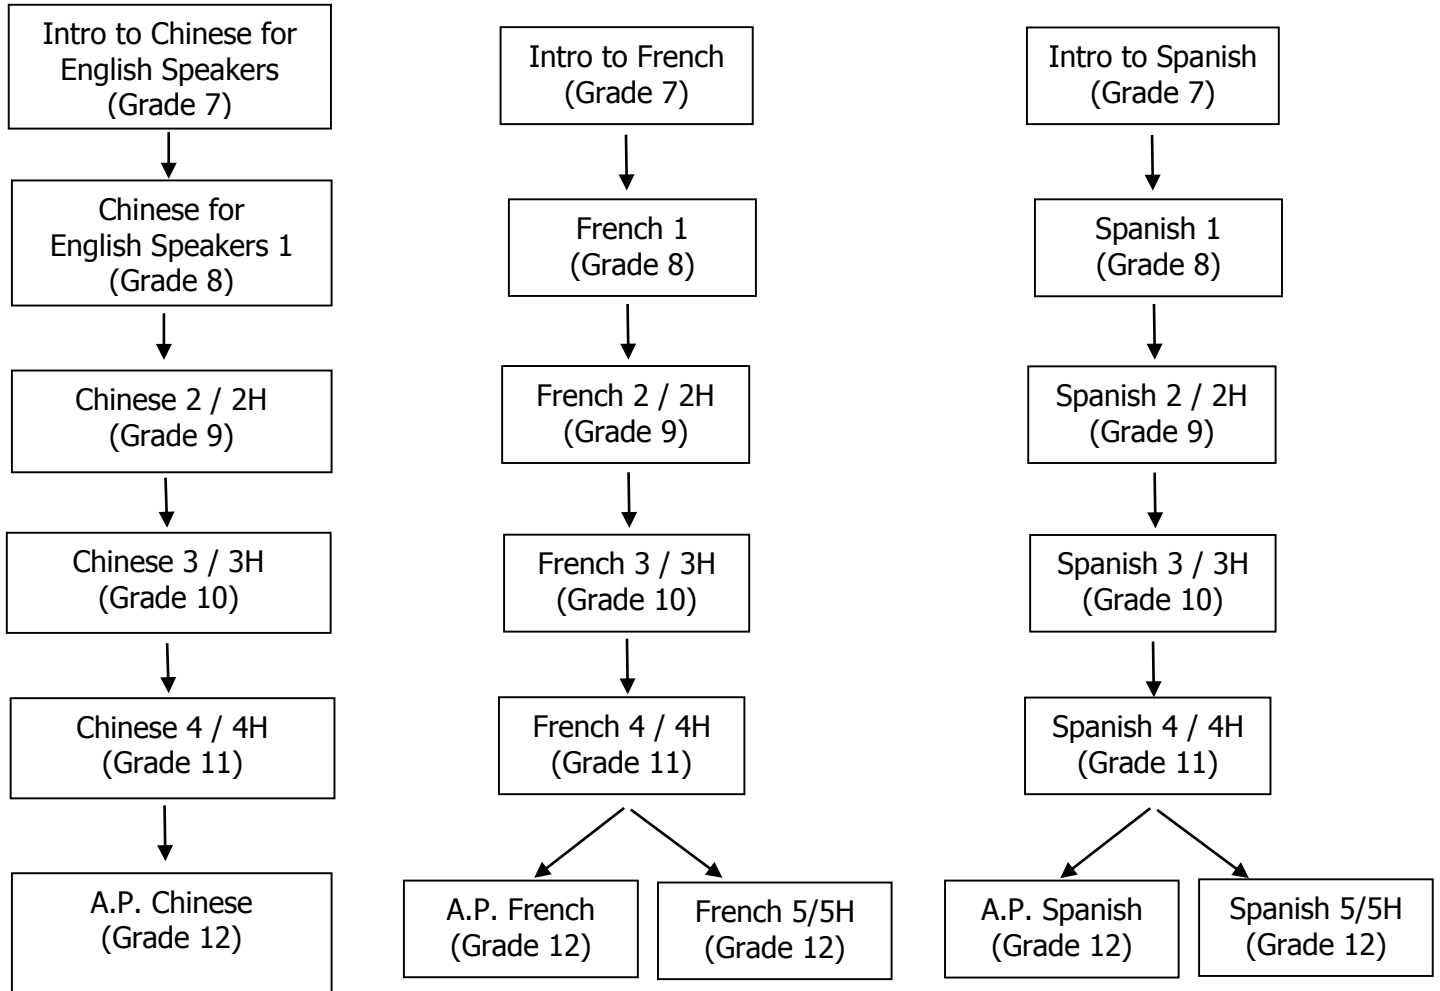 Intro to Chinese for
English Speakers
(Grade 7)
Intro to French
(Grade 7)
Intro to Spanish
(Grade 7)
Chinese for
English Speakers 1
(Grade 8)
French 1
(Grade 8)
Spanish 1
(Grade 8)
Chinese 2 / 2H
(Grade 9)
French 2 / 2H
(Grade 9)
Spanish 2 / 2H
(Grade 9)
Chinese 3 / 3H
(Grade 10)
French 3 / 3H
(Grade 10)
Spanish 3 / 3H
(Grade 10)
Chinese 4 / 4H
(Grade 11)
French 4 / 4H
(Grade 11)
Spanish 4 / 4H
(Grade 11)
A.P. Chinese
(Grade 12)
A.P. French
(Grade 12)
French 5/5H
(Grade 12)
A.P. Spanish
(Grade 12)
Spanish 5/5H
(Grade 12)